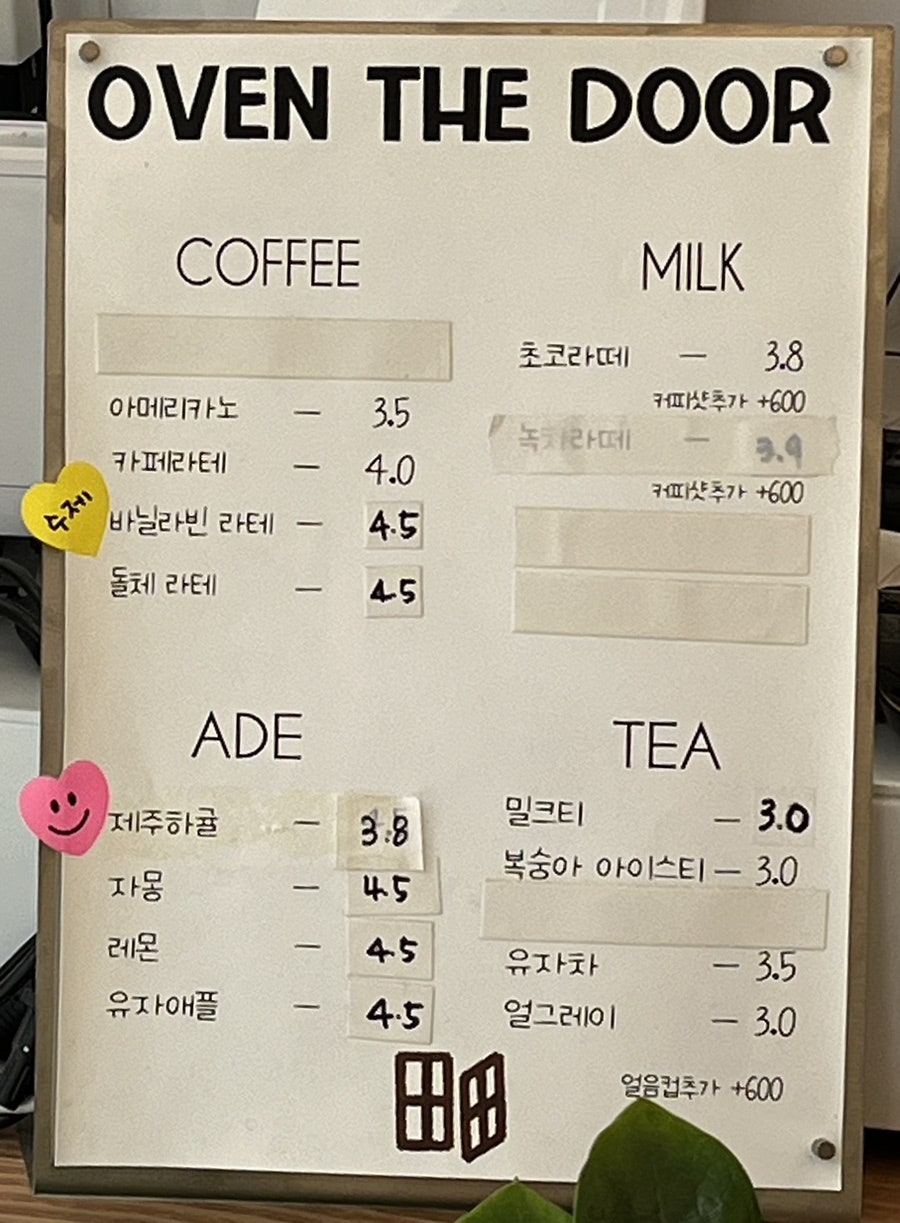 OVEN THE DOOR
COFFEE
아메리카노 — 3.5
카페라테 — 4.0
수제
바닐라빈 라테 — 4.5
돌체 라테 — 4.5
MILK
초코라떼 — 3.8
커피샷추가 +600
녹차라떼 — 3.9
커피샷추가 +600
ADE
제주하귤 — 3.8
자몽 — 4.5
레몬 — 4.5
유자애플 — 4.5
TEA
밀크티 — 3.0
복숭아 아이스티 — 3.0
유자차 — 3.5
얼그레이 — 3.0
얼음컵추가 +600